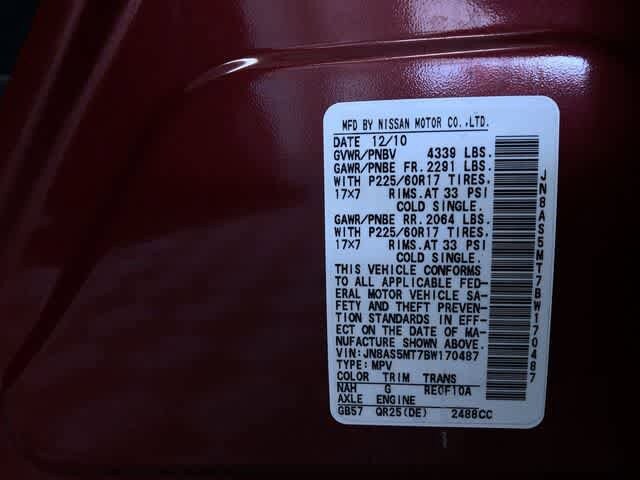 MFD BY NISSAN MOTOR CO.,LTD.
DATE 12/10
GVWR/PNBV 4339 LBS.
GAWR/PNBE FR. 2291 LBS.
WITH P225/60R17 TIRES.
17×7 RIMS. AT 33 PSI
COLD SINGLE.
GAWR/PNBE RR. 2064 LBS.
WITH P225/60R17 TIRES.
17×7 RIMS. AT 33 PSI
COLD SINGLE.
THIS VEHICLE CONFORMS
TO ALL APPLICABLE FED-
ERAL MOTOR VEHICLE SA-
FETY AND THEFT PREVEN-
TION STANDARDS IN EFF-
ECT ON THE DATE OF MA-
NUFACTURE SHOWN ABOVE.
VIN: JN8AS5MT7BW170487
TYPE: MPV
COLOR TRIM TRANS
NAH G RE0F10A
AXLE ENGINE
GB57 QR25(DE) 2488CC
JN8AS5MT7BW170487